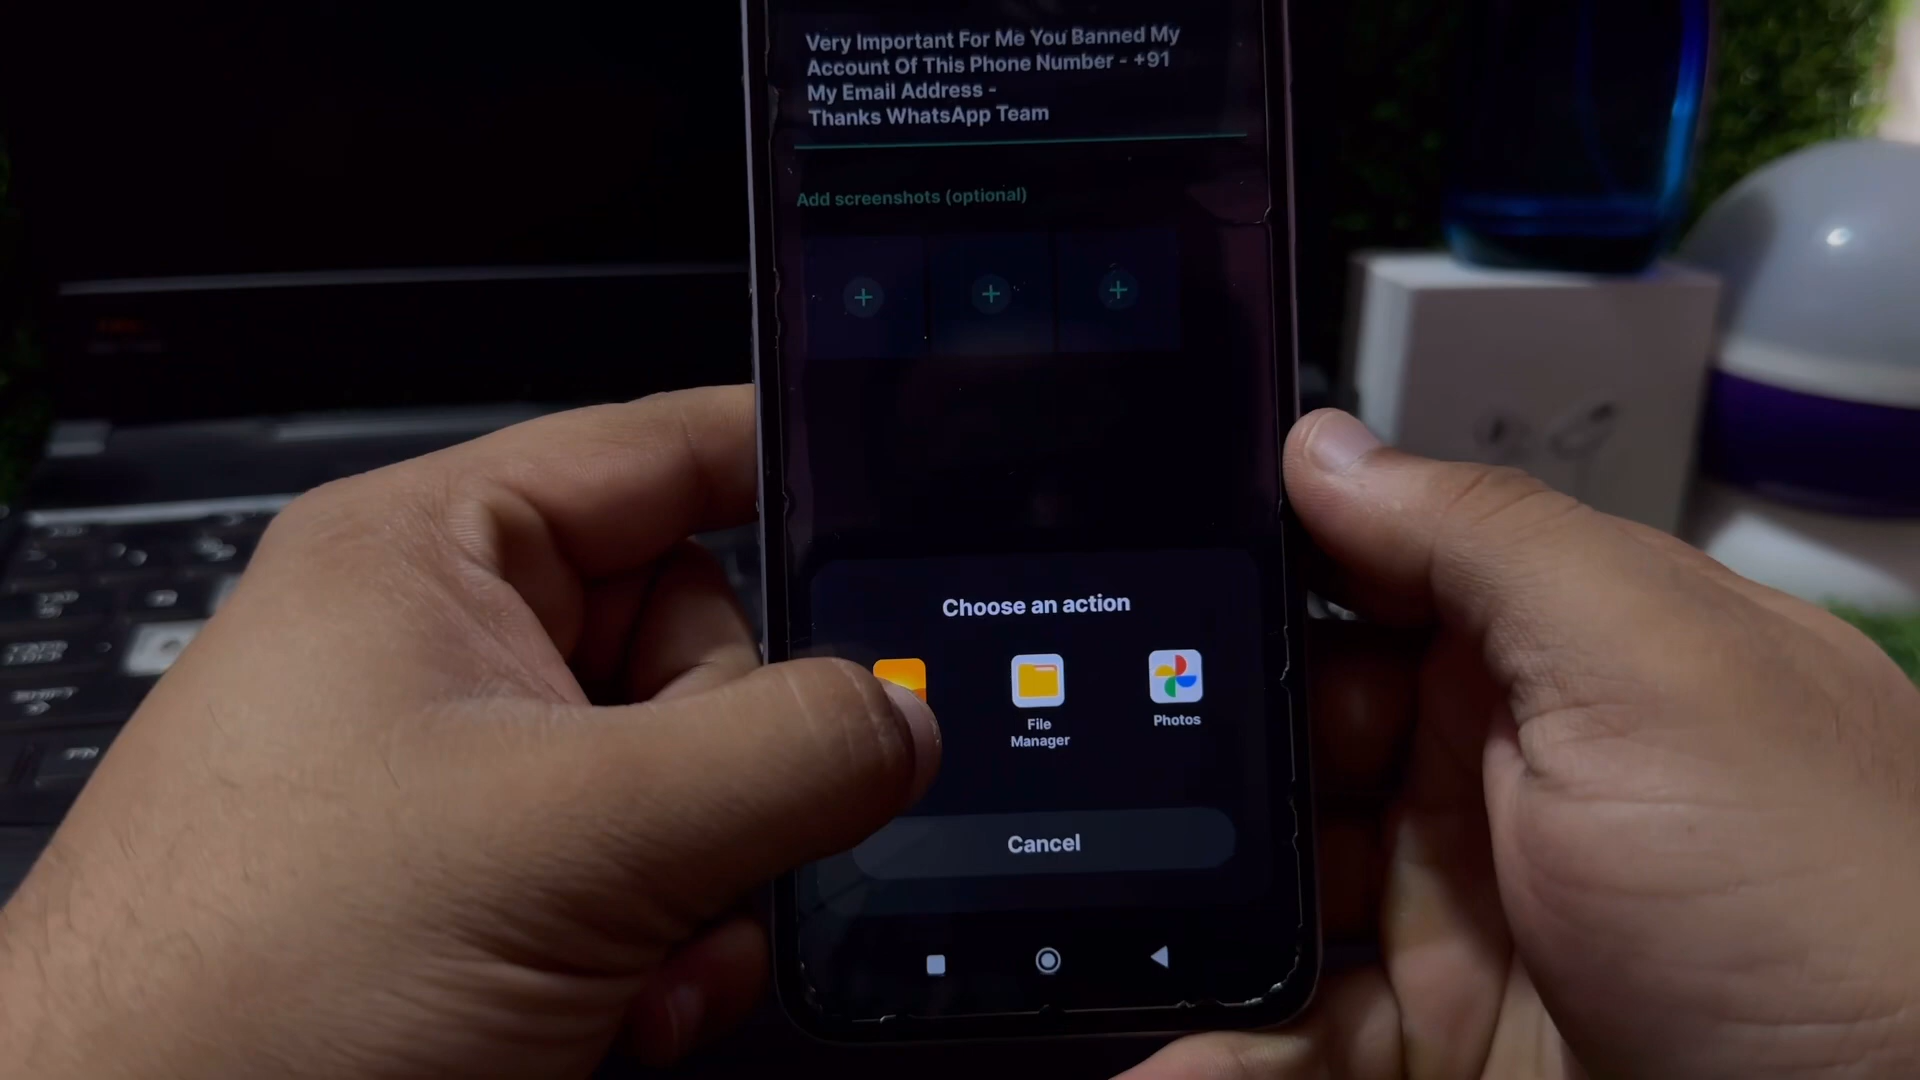 Very Important For Me You Banned My
Account Of This Phone Number - +91
My Email Address -
Thanks WhatsApp Team
Add screenshots (optional)
Choose an action
File
Manager
Photos
Cancel